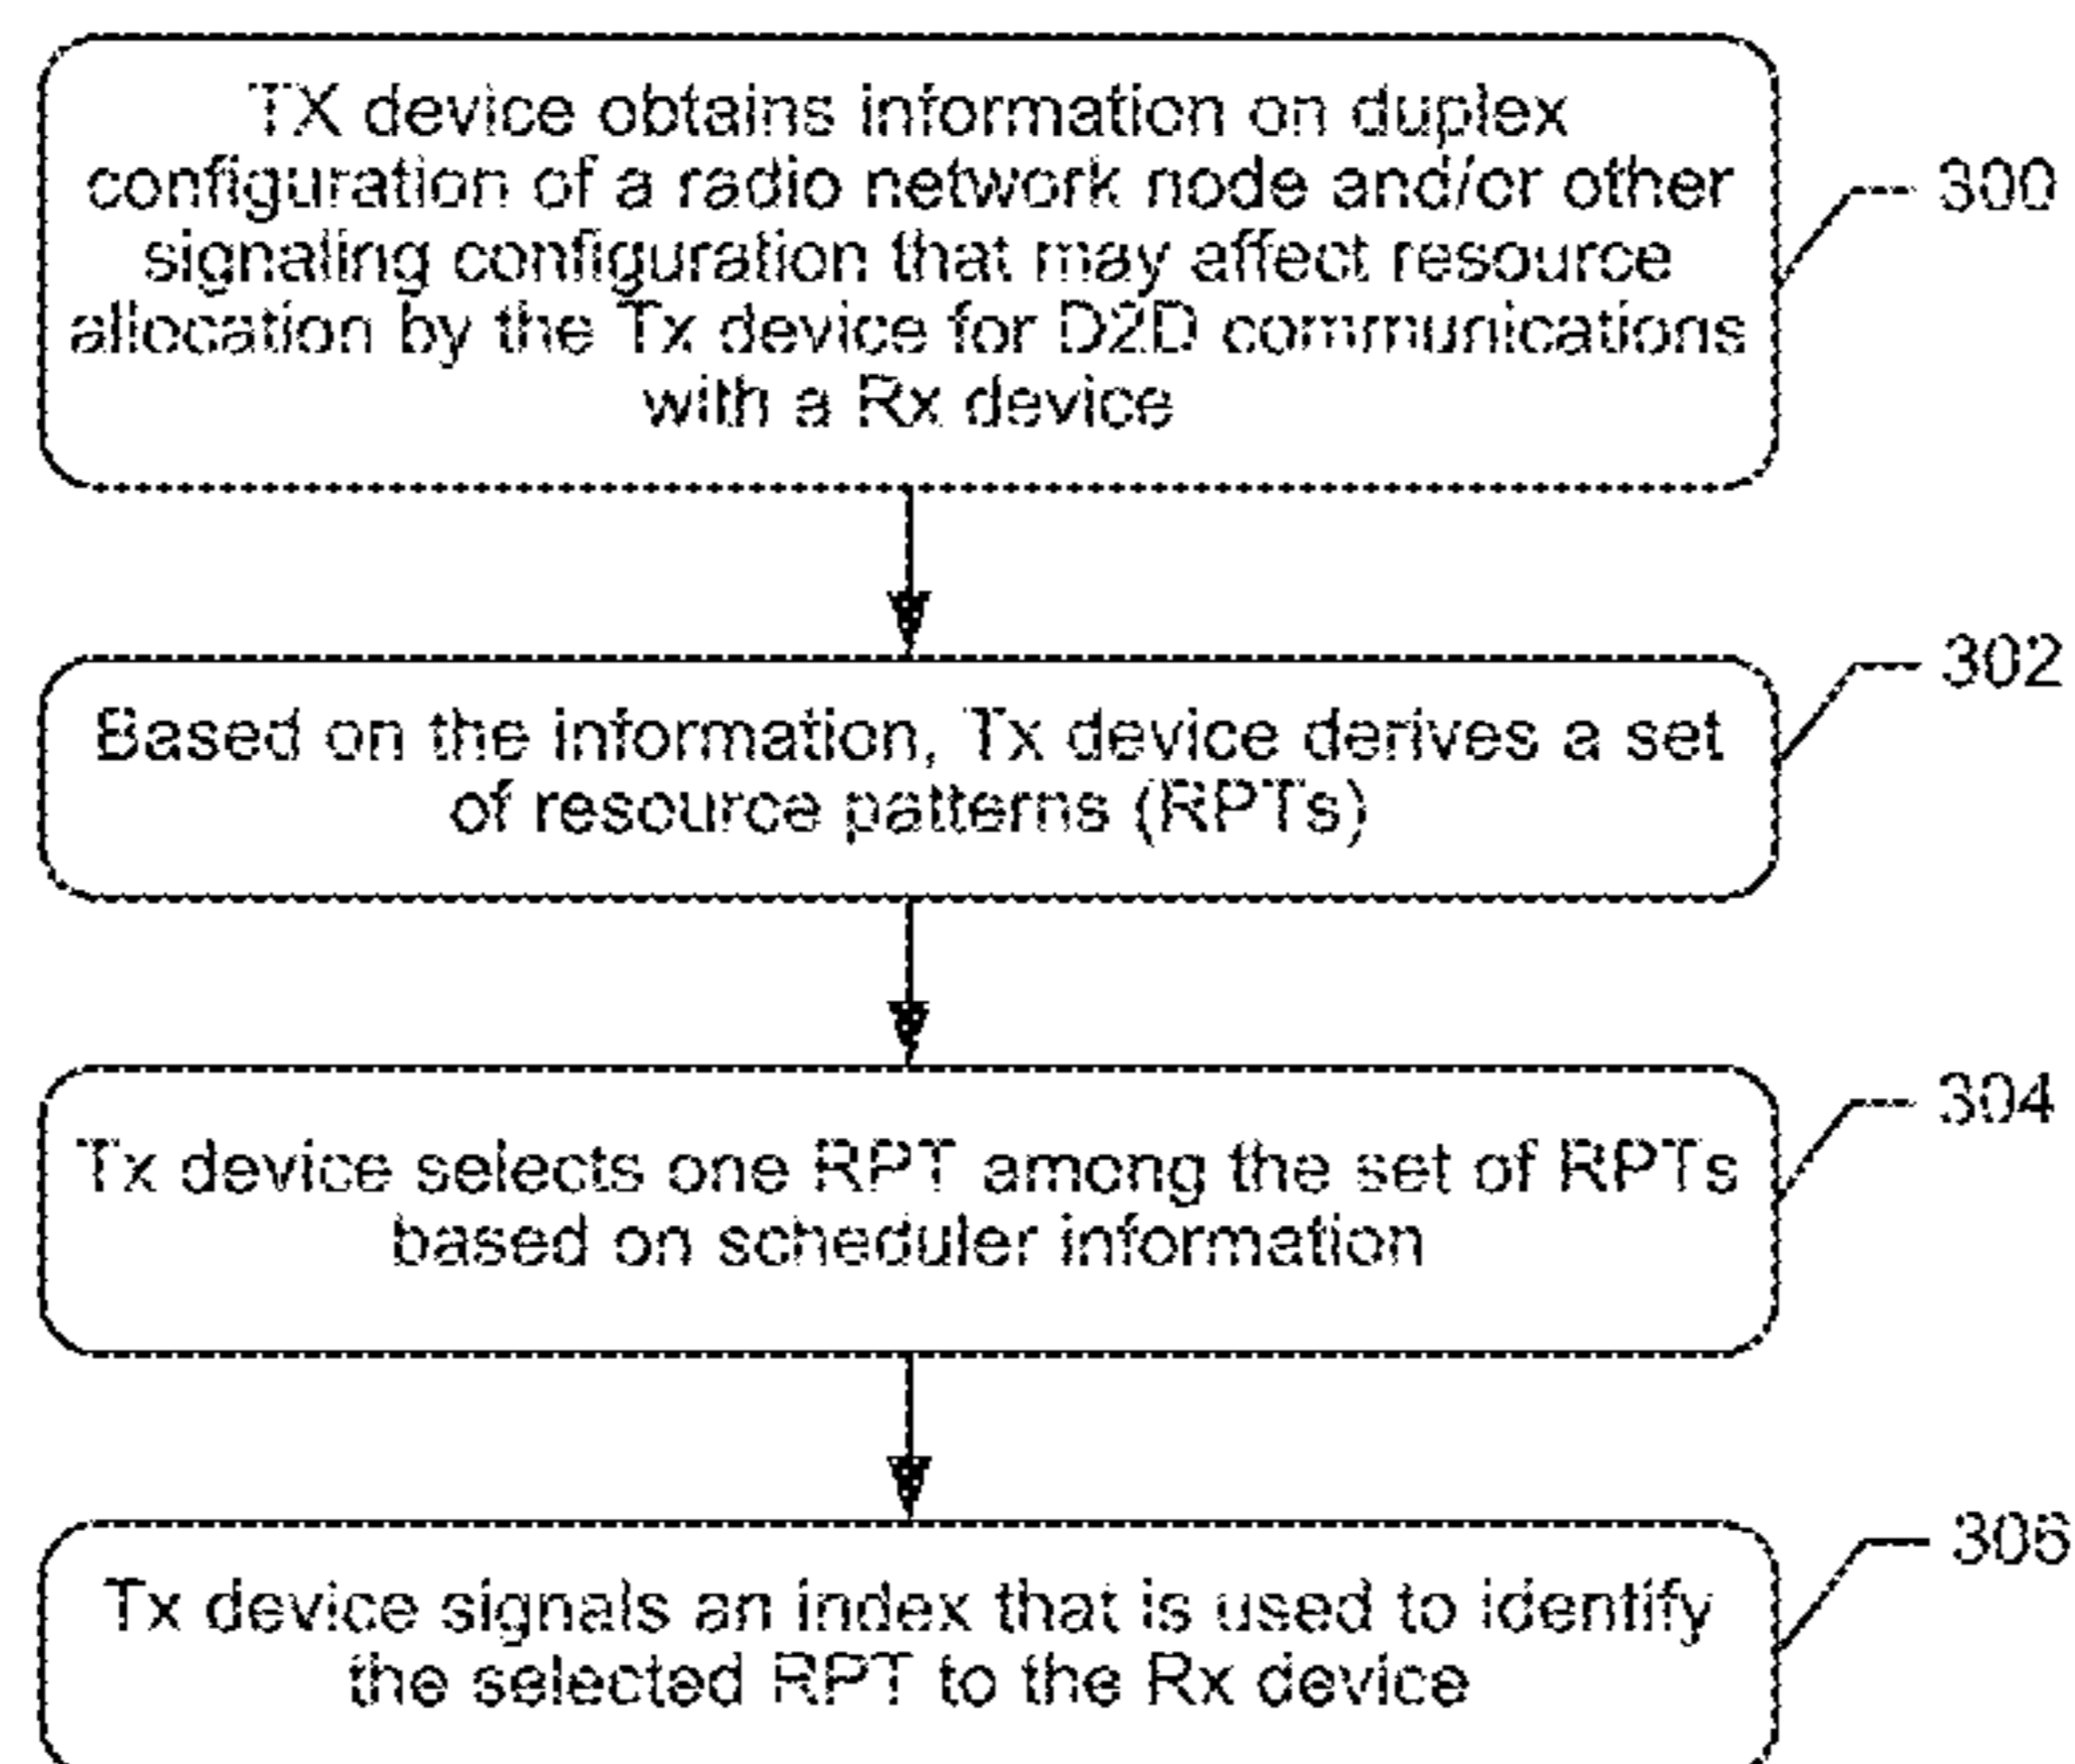 TX device obtains information on duplex
configuration of a radio network node and/or other
signaling configuration that may affect resource
allocation by the Tx device for D2D communications
with a Rx device
300
Based on the information, Tx device derives a set
of resource patterns (RPTs)
302
Tx device selects one RPT among the set of RPTs
based on scheduler information
304
Tx device signals an index that is used to identify
the selected RPT to the Rx device
306